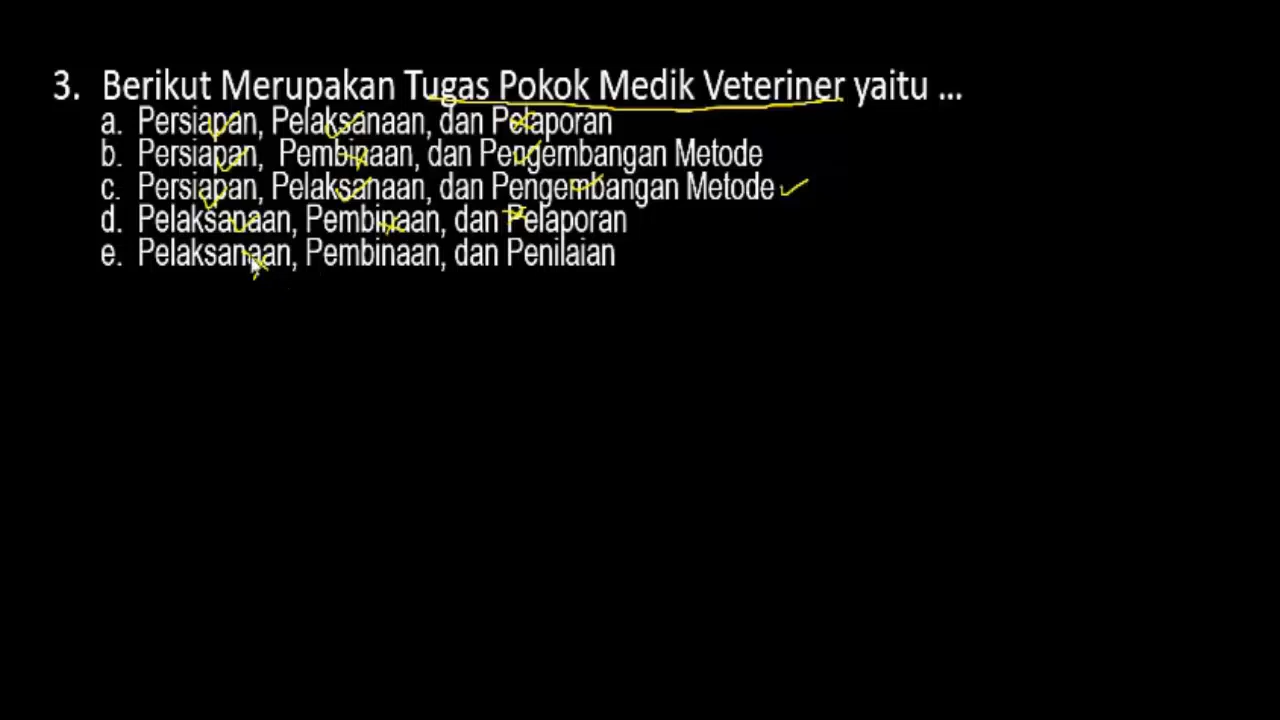 3. Berikut Merupakan Tugas Pokok Medik Veteriner yaitu ...
a. Persiapan, Pelaksanaan, dan Pelaporan
b. Persiapan, Pembinaan, dan Pengembangan Metode
c. Persiapan, Pelaksanaan, dan Pengembangan Metode
d. Pelaksanaan, Pembinaan, dan Pelaporan
e. Pelaksanaan, Pembinaan, dan Penilaian